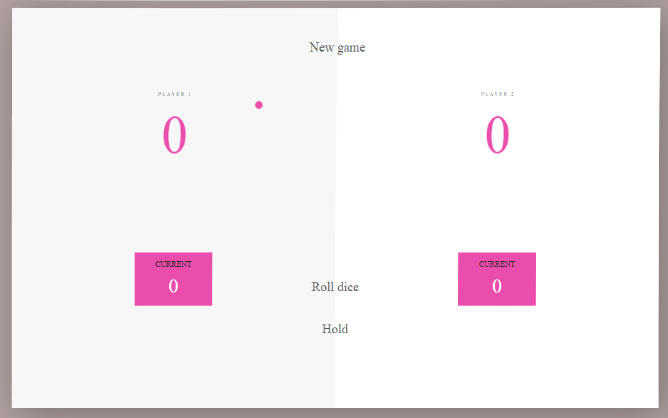 New game
PLAYER 1
0
CURRENT
0
PLAYER 2
0
CURRENT
0
Roll dice
Hold